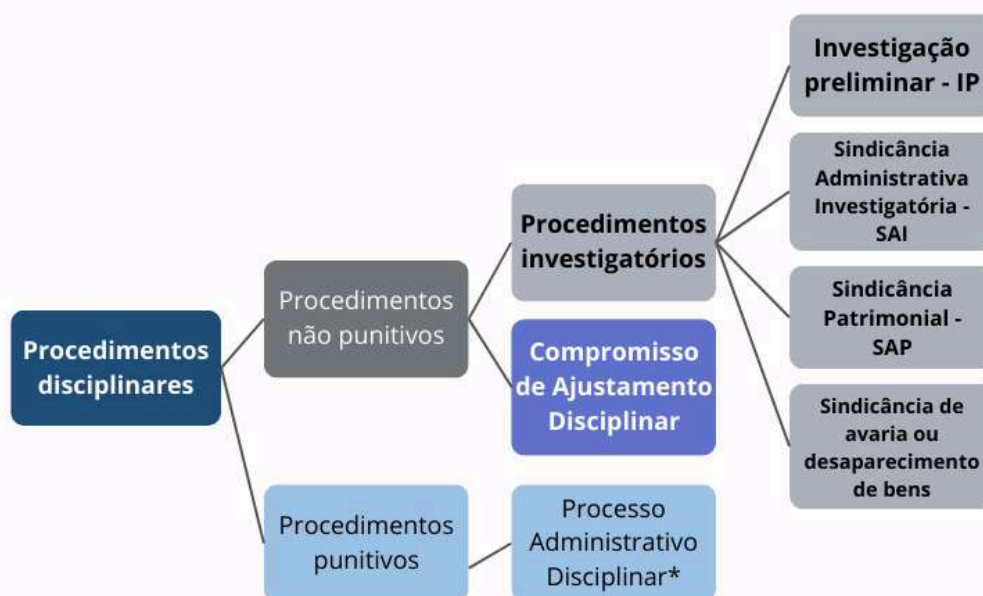 Procedimentos
disciplinares
Procedimentos
não punitivos
Procedimentos
investigatórios
Investigação
preliminar - IP
Sindicância
Administrativa
Investigatória -
SAI
Sindicância
Patrimonial -
SAP
Sindicância de
avaria ou
desaparecimento
de bens
Compromisso
de Ajustamento
Disciplinar
Procedimentos
punitivos
Processo
Administrativo
Disciplinar*